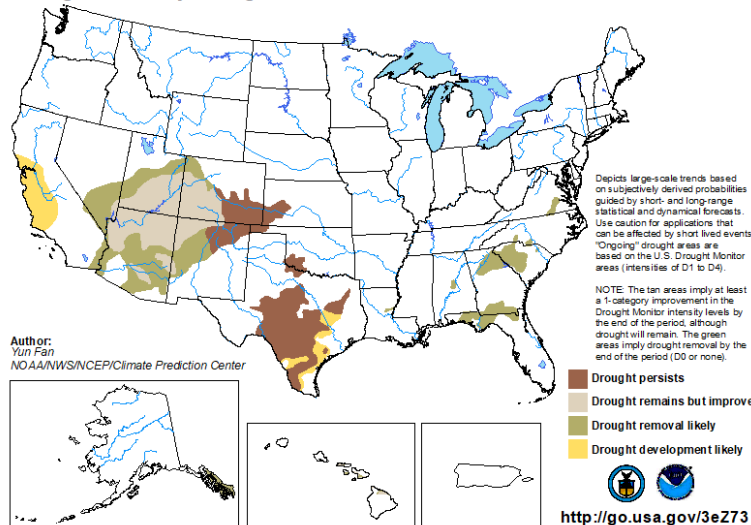 Depicts large-scale trends based
on subjectively derived probabilities
guided by short- and long-range
statistical and dynamical forecasts.
Use caution for applications that
can be affected by short lived events.
"Ongoing" drought areas are
based on the U.S. Drought Monitor
areas (intensities of D1 to D4).
NOTE: The tan areas imply at least
a 1-category improvement in the
Drought Monitor intensity levels by
the end of the period, although
drought will remain. The green
areas imply drought removal by the
end of the period (D0 or none).
Author:
Yun Fan
NOAA/NWS/NCEP/Climate Prediction Center
Drought persists
Drought remains but improve
Drought removal likely
Drought development likely
http://go.usa.gov/3eZ73